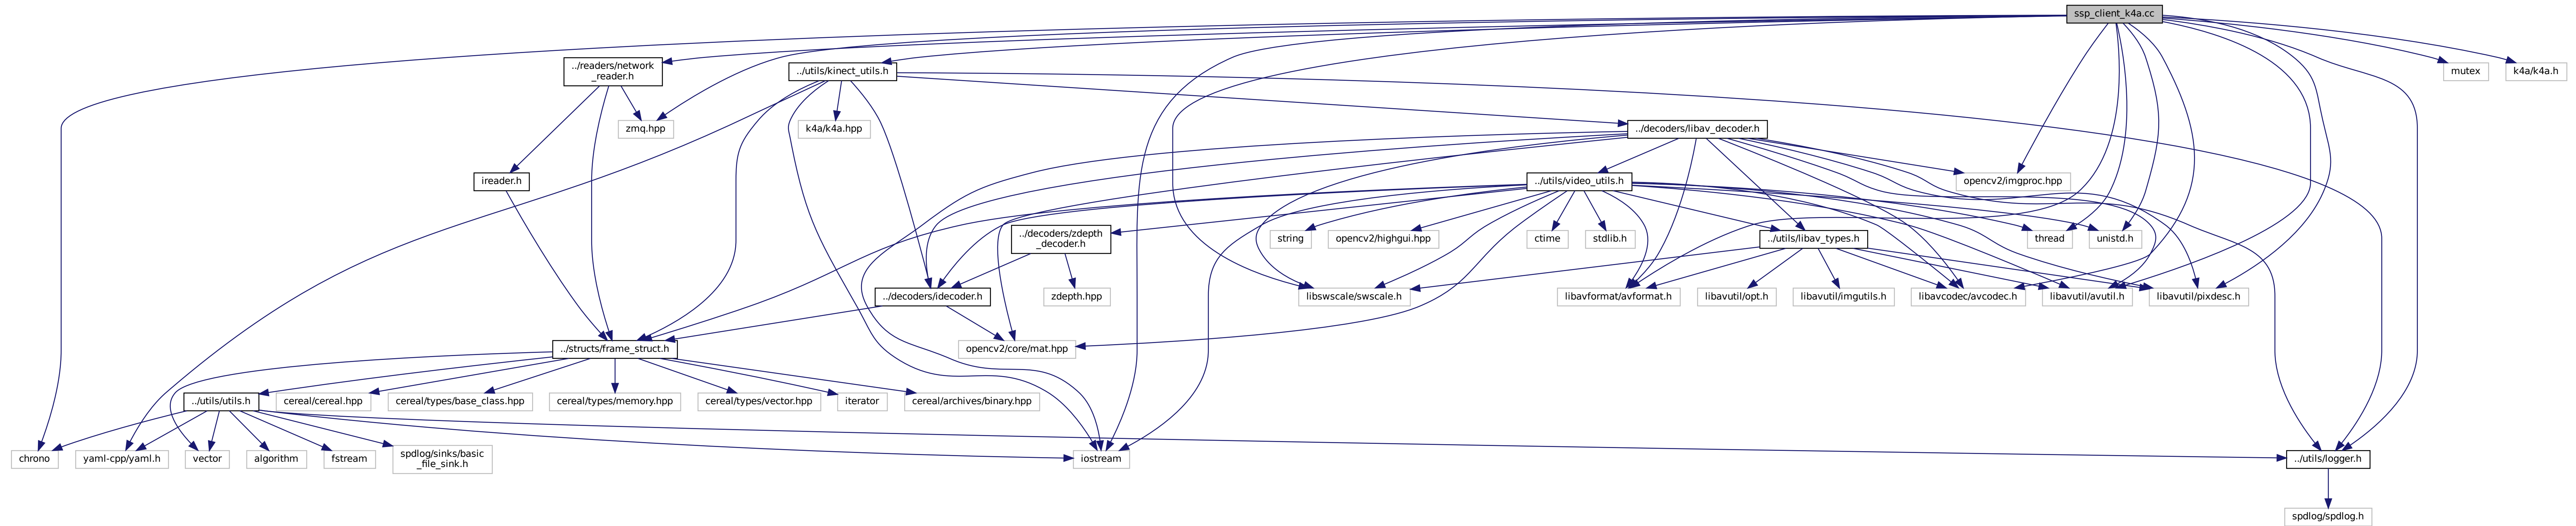 ssp_client_k4a.cc
../readers/network
_reader.h
../utils/kinect_utils.h
mutex
k4a/k4a.h
zmq.hpp
k4a/k4a.hpp
../decoders/libav_decoder.h
ireader.h
../utils/video_utils.h
opencv2/imgproc.hpp
../decoders/zdepth
_decoder.h
string
opencv2/highgui.hpp
ctime
stdlib.h
../utils/libav_types.h
thread
unistd.h
../decoders/idecoder.h
zdepth.hpp
libswscale/swscale.h
libavformat/avformat.h
libavutil/opt.h
libavutil/imgutils.h
libavcodec/avcodec.h
libavutil/avutil.h
libavutil/pixdesc.h
../structs/frame_struct.h
opencv2/core/mat.hpp
../utils/utils.h
cereal/cereal.hpp
cereal/types/base_class.hpp
cereal/types/memory.hpp
cereal/types/vector.hpp
iterator
cereal/archives/binary.hpp
chrono
yaml-cpp/yaml.h
vector
algorithm
fstream
spdlog/sinks/basic
_file_sink.h
iostream
../utils/logger.h
spdlog/spdlog.h